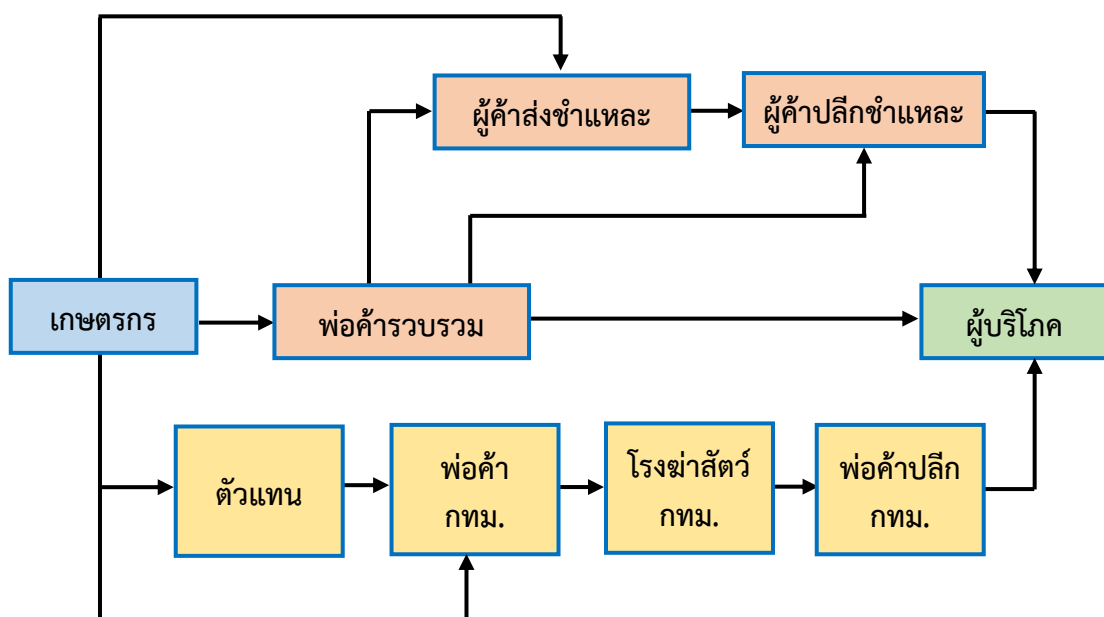 ผู้ค้าส่งชำแหละ
ผู้ค้าปลีกชำแหละ
เกษตรกร
พ่อค้ารวบรวม
ผู้บริโภค
ตัวแทน
พ่อค้า
กทม.
โรงฆ่าสัตว์
กทม.
พ่อค้าปลีก
กทม.